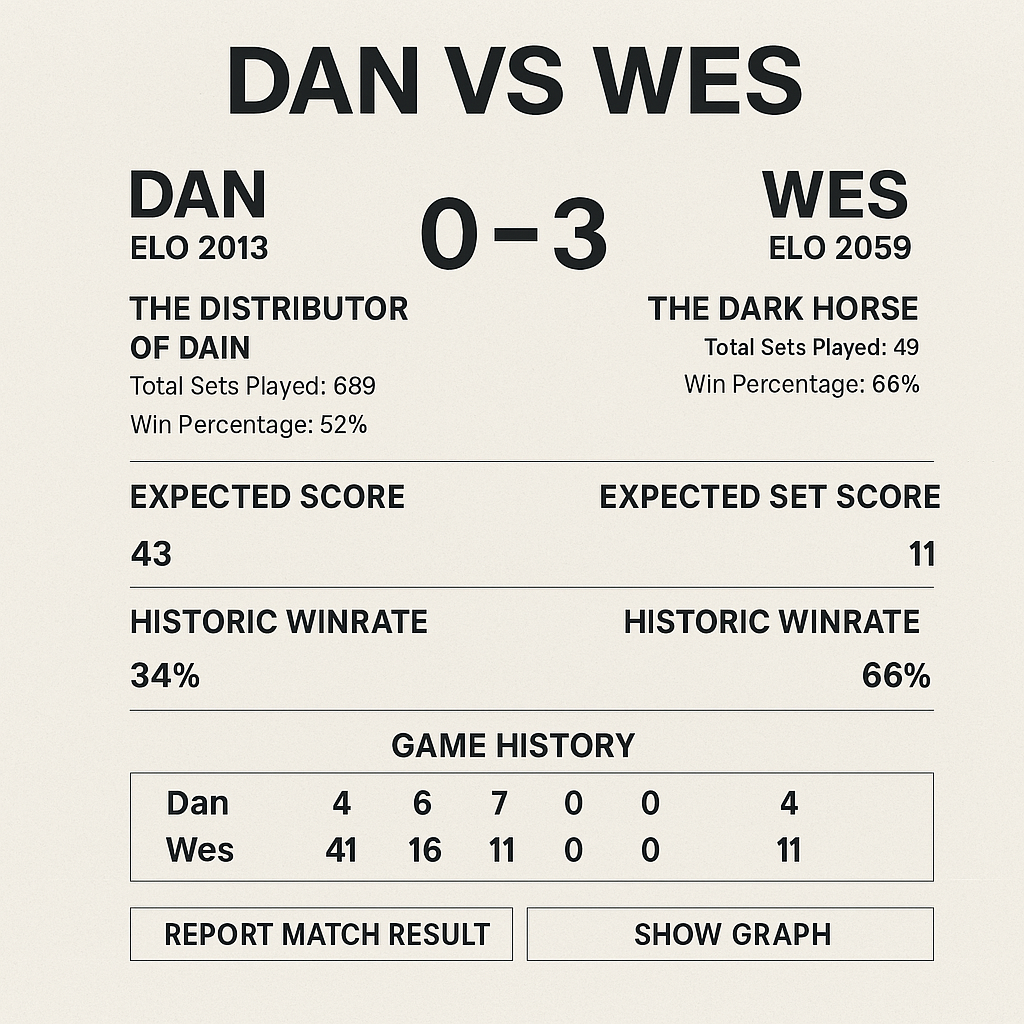 DAN VS WES
DAN 0-3 WES
ELO 2013 ELO 2059
THE DISTRIBUTOR THE DARK HORSE
OF DAIN Total Sets Played: 49
Total Sets Played: 689 Win Percentage: 66%
Win Percentage: 52%
EXPECTED SCORE EXPECTED SET SCORE
43 11
HISTORIC WINRATE HISTORIC WINRATE
34% 66%
GAME HISTORY
Dan 4 6 7 0 0 4
Wes 41 16 11 0 0 11
REPORT MATCH RESULT SHOW GRAPH